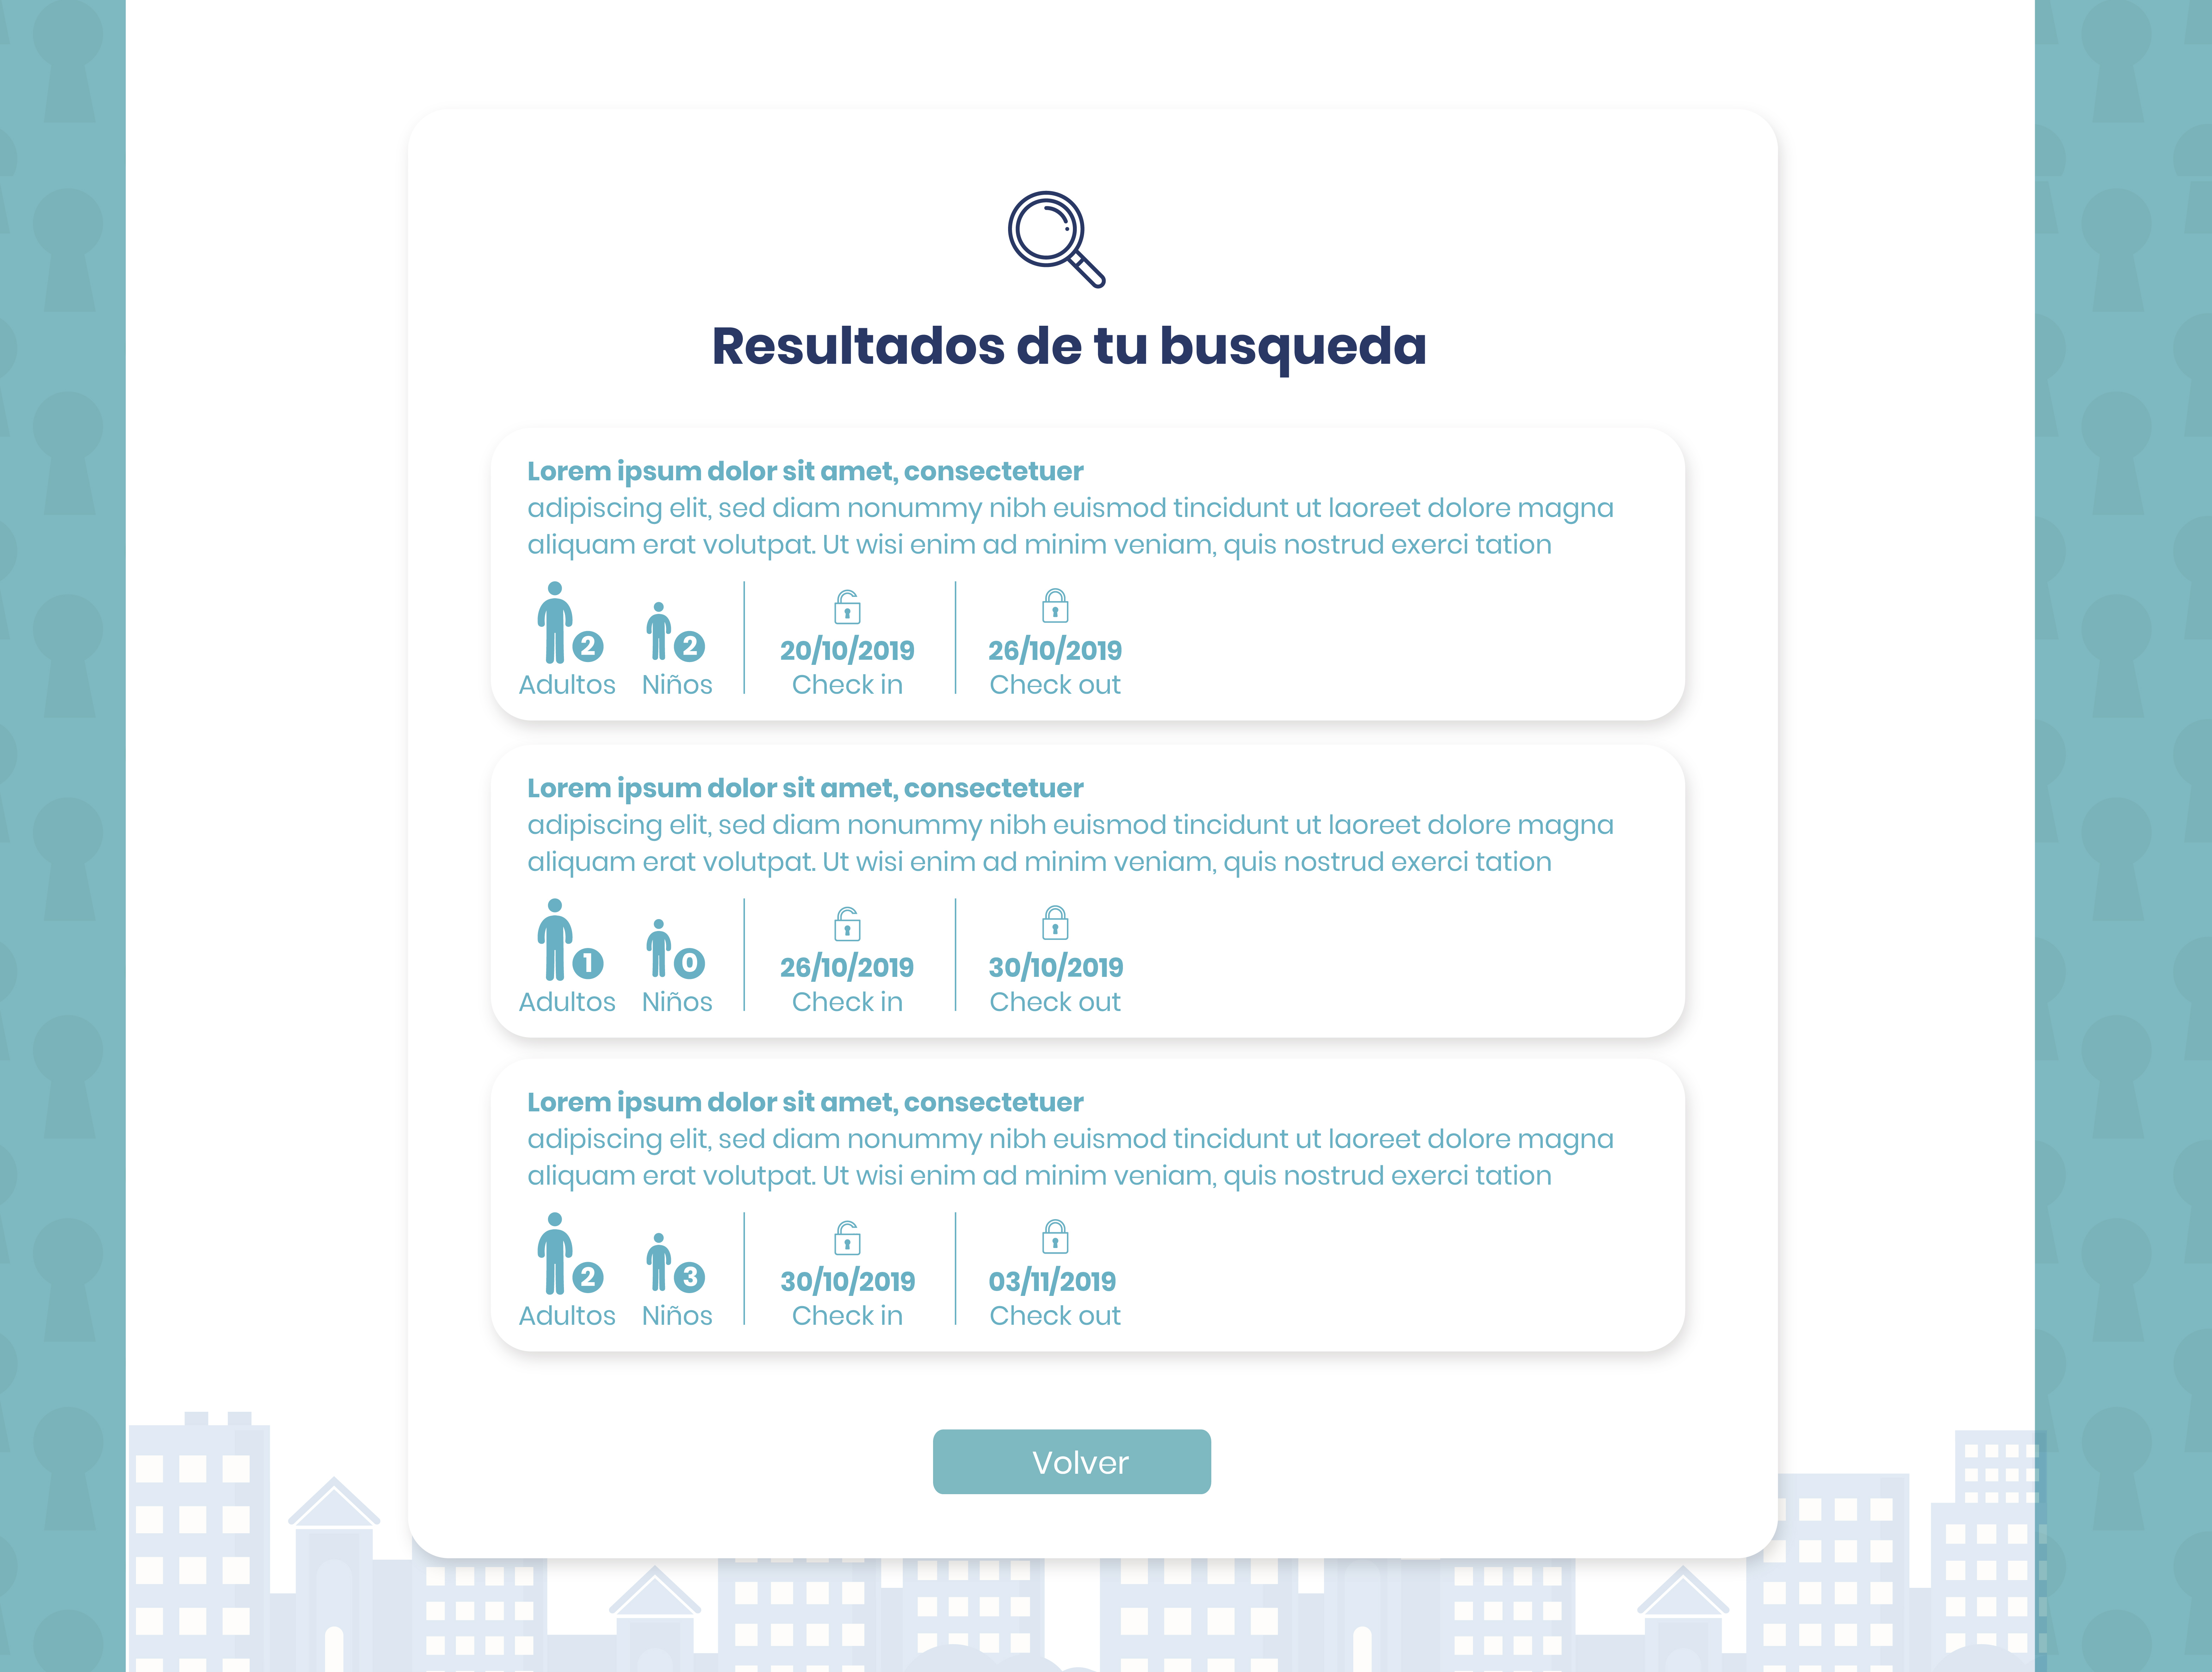 Resultados de tu busqueda
Lorem ipsum dolor sit amet, consectetuer
adipiscing elit, sed diam nonummy nibh euismod tincidunt ut laoreet dolore magna
aliquam erat volutpat. Ut wisi enim ad minim veniam, quis nostrud exerci tation
2 2 20/10/2019 26/10/2019
Adultos Niños Check in Check out
Lorem ipsum dolor sit amet, consectetuer
adipiscing elit, sed diam nonummy nibh euismod tincidunt ut laoreet dolore magna
aliquam erat volutpat. Ut wisi enim ad minim veniam, quis nostrud exerci tation
1 0 26/10/2019 30/10/2019
Adultos Niños Check in Check out
Lorem ipsum dolor sit amet, consectetuer
adipiscing elit, sed diam nonummy nibh euismod tincidunt ut laoreet dolore magna
aliquam erat volutpat. Ut wisi enim ad minim veniam, quis nostrud exerci tation
2 3 30/10/2019 03/11/2019
Adultos Niños Check in Check out
Volver